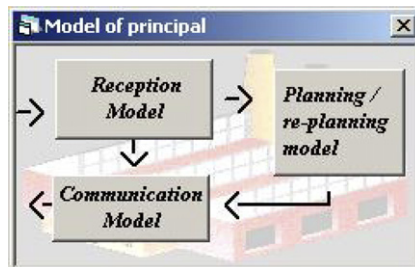 Model of principal
Reception
Model
Planning /
re-planning
model
Communication
Model